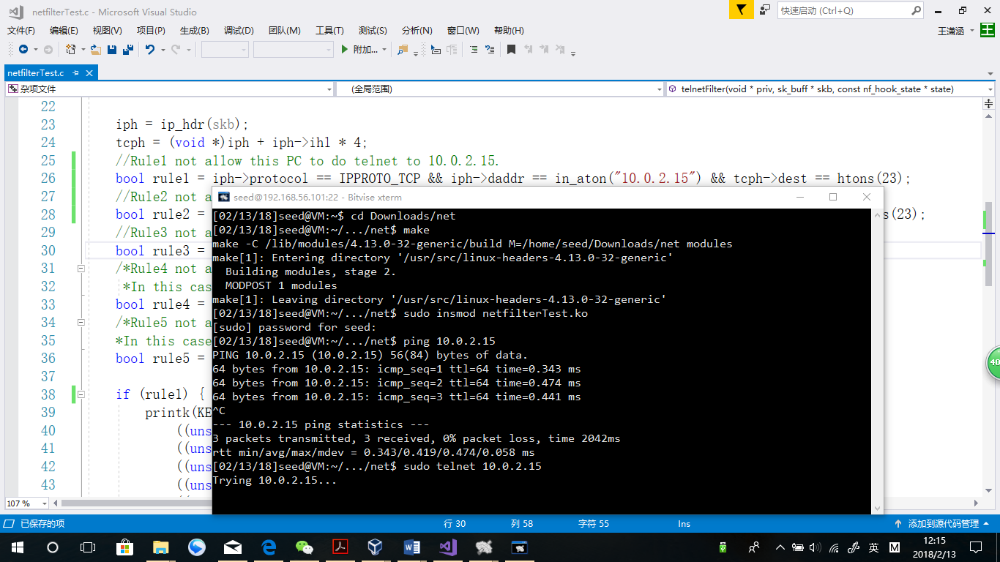 netfilterTest.c - Microsoft Visual Studio
快速启动 (Ctrl+Q)
文件(F) 编辑(E) 视图(V) 项目(P) 生成(B) 调试(D) 团队(M) 工具(T) 测试(S) 分析(N) 窗口(W) 帮助(H)
王潇涵 王
附加...
netfilterTest.c
杂项文件 (全局范围) telnetFilter(void * priv, sk_buff * skb, const nf_hook_state * state)
22
23 iph = ip_hdr(skb);
24 tcph = (void *)iph + iph->ihl * 4;
25 //Rule1 not allow this PC to do telnet to 10.0.2.15.
26 bool rule1 = iph->protocol == IPPROTO_TCP && iph->daddr == in_aton("10.0.2.15") && tcph->dest == htons(23);
27 //Rule2 not a
28 bool rule2 = s(23);
29 //Rule3 not a
30 bool rule3 =
31 /*Rule4 not a
32 *In this cas
33 bool rule4 =
34 /*Rule5 not a
35 *In this case
36 bool rule5 =
37
38 if (rule1) {
39 printk(KE
40 ((uns
41 ((uns
42 ((uns
43 ((uns
seed@192.168.56.101:22 - Bitvise xterm
[02/13/18]seed@VM:~$ cd Downloads/net
[02/13/18]seed@VM:~/.../net$ make
make -C /lib/modules/4.13.0-32-generic/build M=/home/seed/Downloads/net modules
make[1]: Entering directory '/usr/src/linux-headers-4.13.0-32-generic'
Building modules, stage 2.
MODPOST 1 modules
make[1]: Leaving directory '/usr/src/linux-headers-4.13.0-32-generic'
[02/13/18]seed@VM:~/.../net$ sudo insmod netfilterTest.ko
[sudo] password for seed:
[02/13/18]seed@VM:~/.../net$ ping 10.0.2.15
PING 10.0.2.15 (10.0.2.15) 56(84) bytes of data.
64 bytes from 10.0.2.15: icmp_seq=1 ttl=64 time=0.343 ms
64 bytes from 10.0.2.15: icmp_seq=2 ttl=64 time=0.474 ms
64 bytes from 10.0.2.15: icmp_seq=3 ttl=64 time=0.441 ms
^C
--- 10.0.2.15 ping statistics ---
3 packets transmitted, 3 received, 0% packet loss, time 2042ms
rtt min/avg/max/mdev = 0.343/0.419/0.474/0.058 ms
[02/13/18]seed@VM:~/.../net$ sudo telnet 10.0.2.15
Trying 10.0.2.15...
40
107 %
已保存的项 行 30 列 58 字符 55 Ins 添加到源代码管理
英 M 12:15
2018/2/13